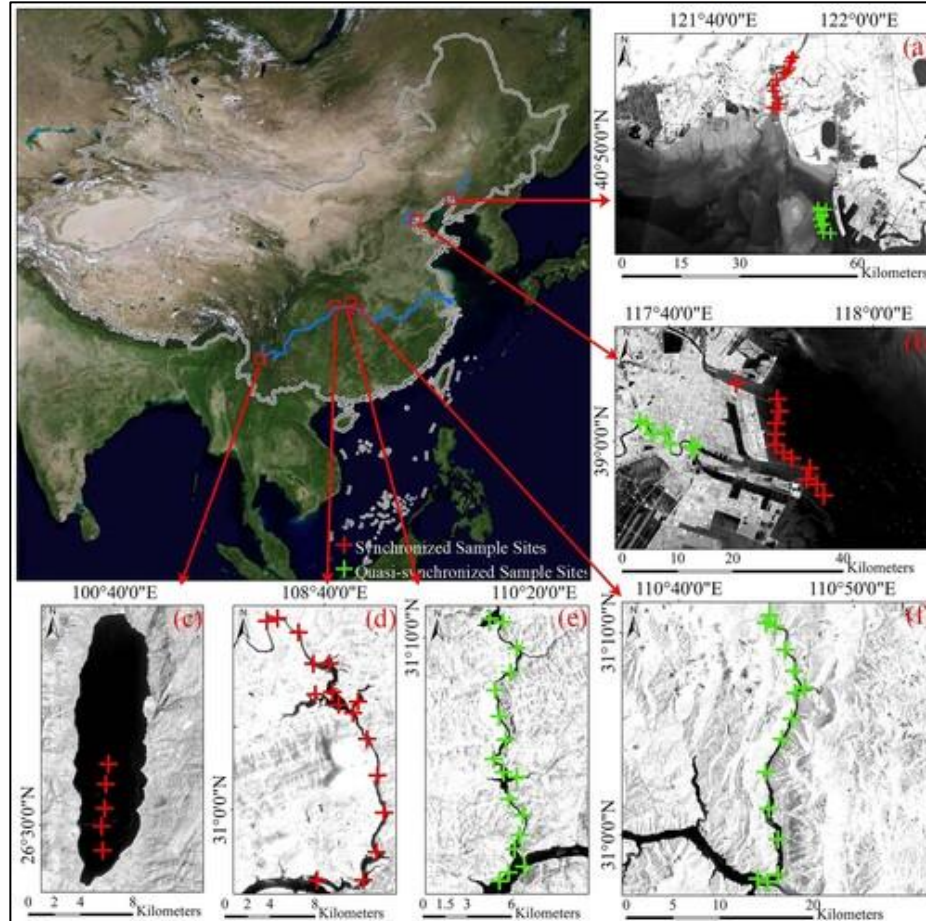 121°40'0"E 122°0'0"E
N
(a)
40°50'0"N
0 15 30 60
Kilometers
117°40'0"E 118°0'0"E
N
39°0'0"N
0 10 20 40
Kilometers
Synchronized Sample Sites
Quasi-synchronized Sample Sites
100°40'0"E
N
(c)
26°30'0"N
0 2 4 8
Kilometers
108°40'0"E
N
(d)
31°0'0"N
0 2 4 8
Kilometers
110°20'0"E
N
(e)
31°10'0"N
0 1.5 3 6
Kilometers
110°40'0"E 110°50'0"E
N
(f)
31°10'0"N
31°0'0"N
0 5 10 20
Kilometers